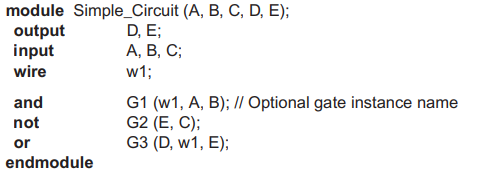 module Simple_Circuit (A, B, C, D, E);
output D, E;
input A, B, C;
wire w1;
and G1 (w1, A, B); // Optional gate instance name
not G2 (E, C);
or G3 (D, w1, E);
endmodule